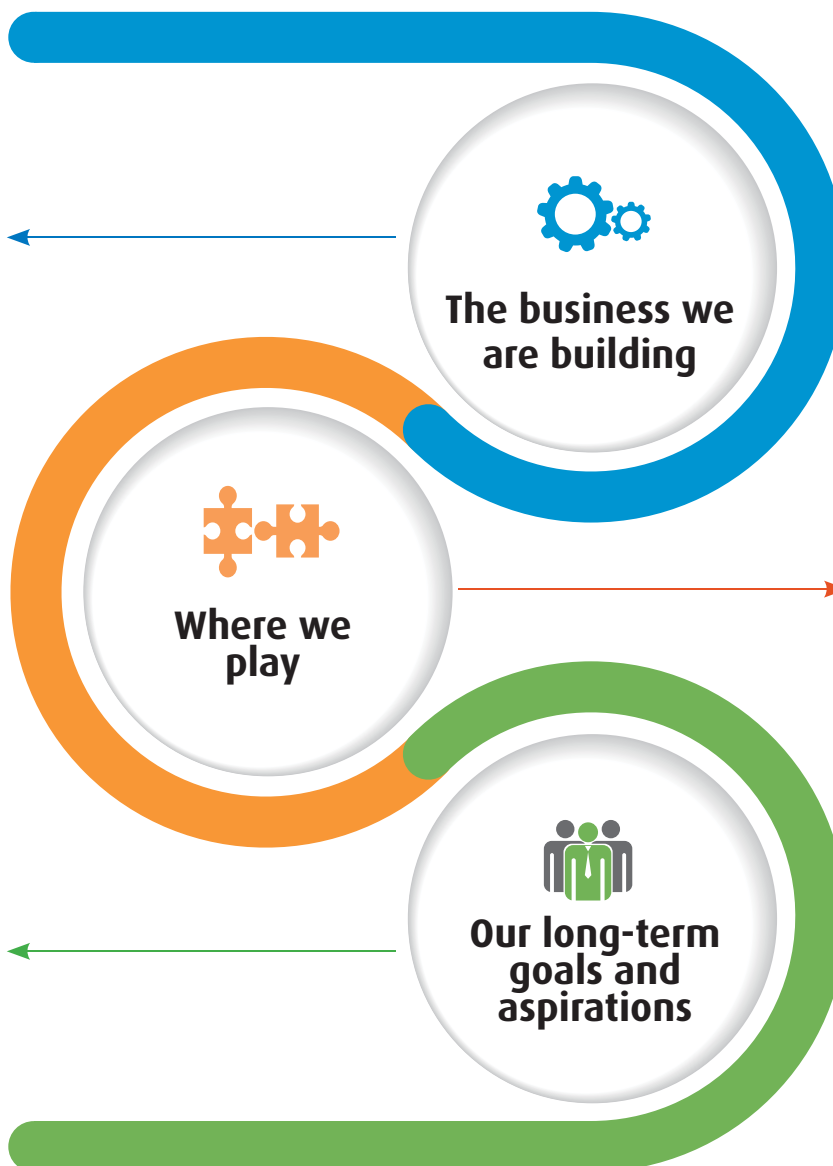 The business we
are building
Where we
play
Our long-term
goals and
aspirations